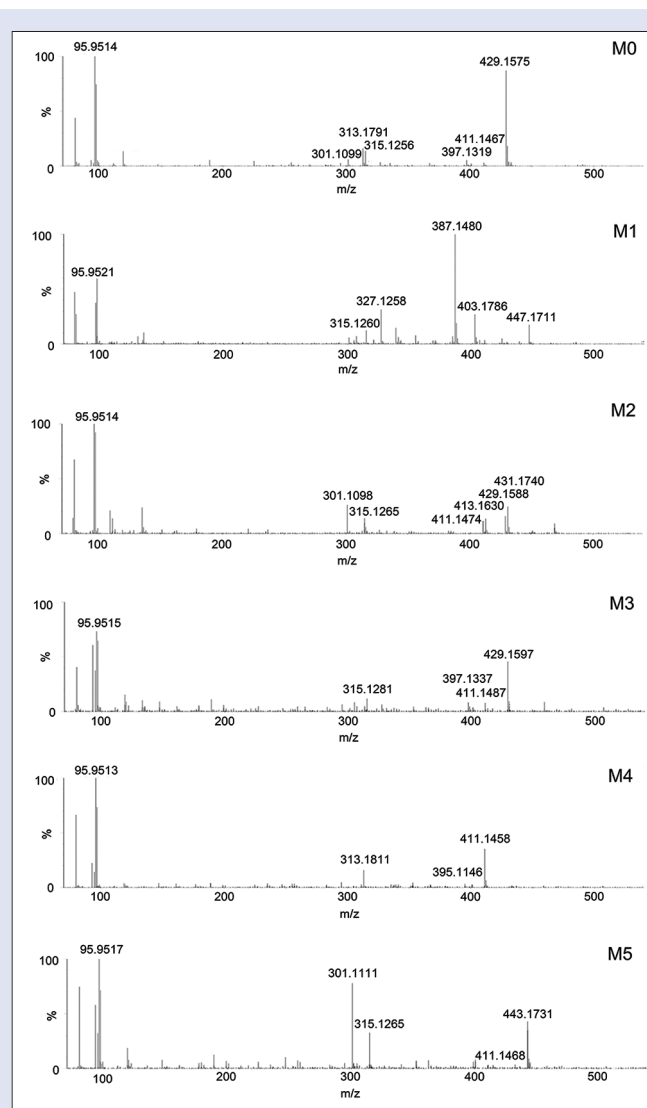 M0
100
%
0
95.9514
301.1099
313.1791
315.1256
397.1319
411.1467
429.1575
100 200 300 400 500
m/z
M1
100
%
0
95.9521
315.1260
327.1258
387.1480
403.1786
447.1711
100 200 300 400 500
m/z
M2
100
%
0
95.9514
301.1098
315.1265
411.1474
413.1630
429.1588
431.1740
100 200 300 400 500
m/z
M3
100
%
0
95.9515
315.1281
397.1337
411.1487
429.1597
100 200 300 400 500
m/z
M4
100
%
0
95.9513
313.1811
395.1146
411.1458
100 200 300 400 500
m/z
M5
100
%
0
95.9517
301.1111
315.1265
411.1468
443.1731
100 200 300 400 500
m/z